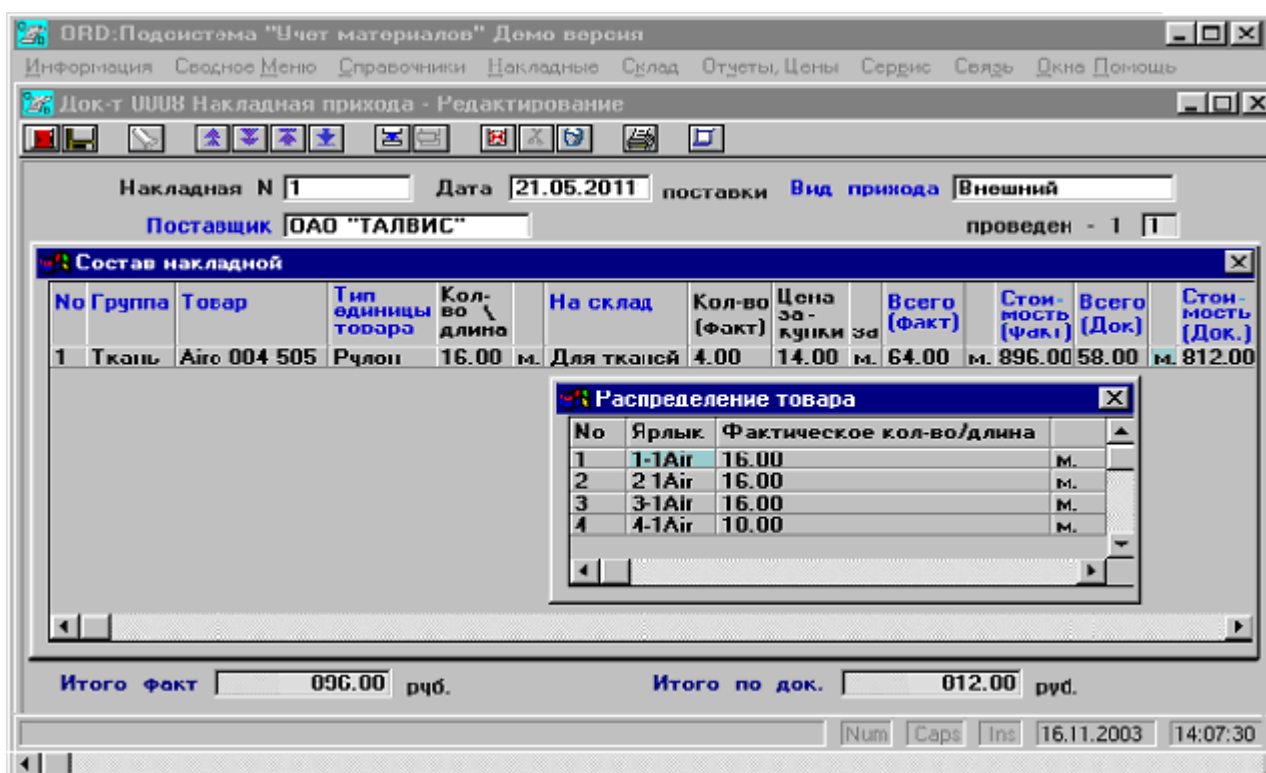 ORD:Подсистема "Учет материалов" Демо версия
Информация Сводное Меню Справочники Накладные Склад Отчеты, Цены Сервис Связь Окна Помощь
Док-т 0008 Накладная прихода - Редактирование
Накладная N 1 Дата 21.05.2011 поставки Вид прихода Внешний
Поставщик ОАО "ТАЛВИС" проведен - 1 1
Состав накладной
No Группа Товар Тип единицы товара Кол-во \ длина На склад Кол-во (Факт) Цена за-купки за Всего (Факт) Стои-мость (Факт) Всего (Док) Стои-мость (Док.)
1 Ткань Airo 004 505 Рулон 16.00 м. Для тканей 4.00 14.00 м. 64.00 м. 896.00 58.00 м. 812.00
Распределение товара
No Ярлык Фактическое кол-во/длина
1 1-1Air 16.00 м.
2 2 1Air 16.00 м.
3 3-1Air 16.00 м.
4 4-1Air 10.00 м.
Итого факт 896.00 руб. Итого по док. 812.00 руб.
Num Caps Ins 16.11.2003 14:07:30